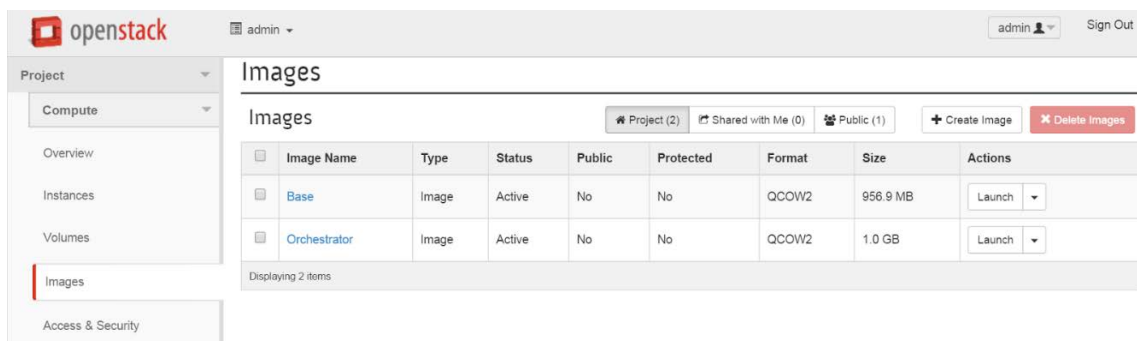 openstack admin admin Sign Out
Project
Images
Compute
Images Project (2) Shared with Me (0) Public (1) Create Image Delete Images
Overview
Image Name Type Status Public Protected Format Size Actions
Instances
Base Image Active No No QCOW2 956.9 MB Launch
Volumes
Orchestrator Image Active No No QCOW2 1.0 GB Launch
Images
Displaying 2 items
Access & Security